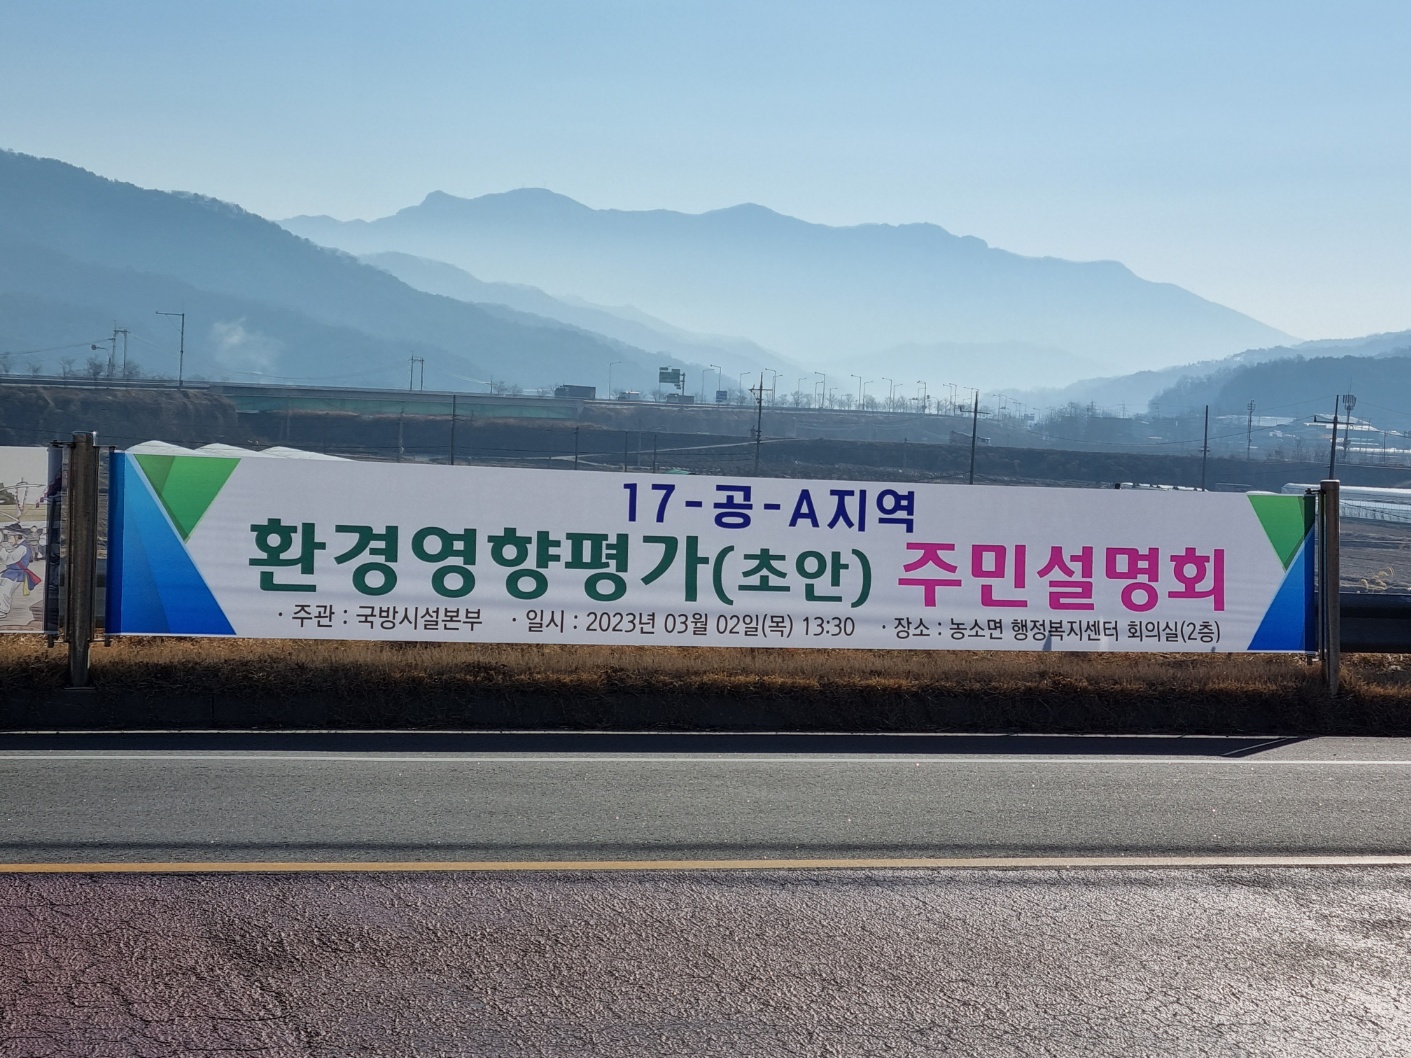 17-공-A지역
환경영향평가(초안) 주민설명회
· 주관 : 국방시설본부 · 일시 : 2023년 03월 02일(목) 13:30 · 장소 : 농소면 행정복지센터 회의실(2층)